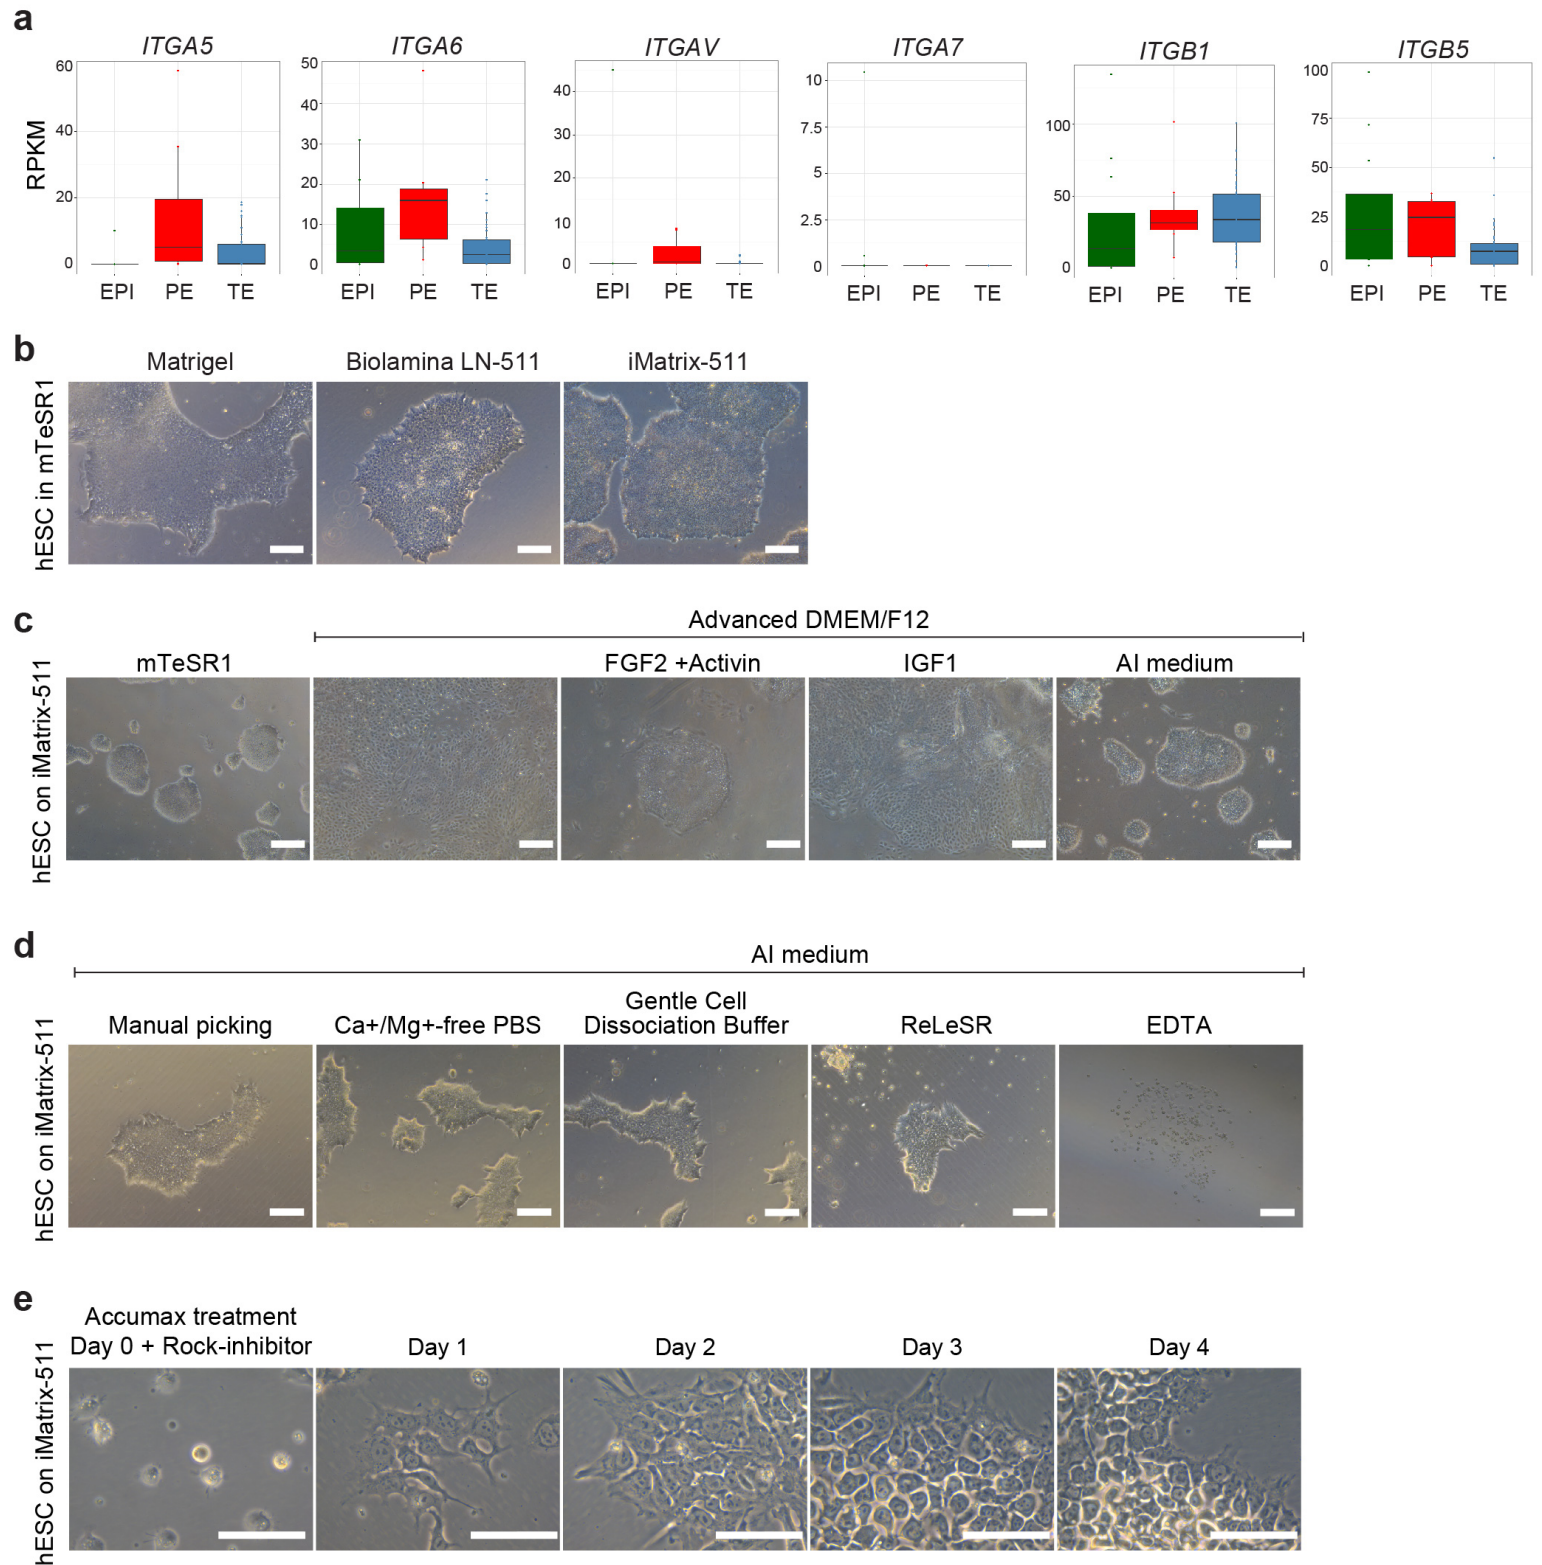 a
ITGA5
ITGA6
ITGAV
ITGA7
ITGB1
ITGB5
RPKM
60
40
20
0
EPI PE TE
50
40
30
20
10
0
EPI PE TE
40
30
20
10
0
EPI PE TE
10
7.5
5
2.5
0
EPI PE TE
100
50
0
EPI PE TE
100
75
50
25
0
EPI PE TE
b
hESC in mTeSR1
Matrigel
Biolamina LN-511
iMatrix-511
c
hESC on iMatrix-511
Advanced DMEM/F12
mTeSR1
FGF2 +Activin
IGF1
AI medium
d
hESC on iMatrix-511
AI medium
Manual picking
Ca+/Mg+-free PBS
Gentle Cell
Dissociation Buffer
ReLeSR
EDTA
e
hESC on iMatrix-511
Accumax treatment
Day 0 + Rock-inhibitor
Day 1
Day 2
Day 3
Day 4